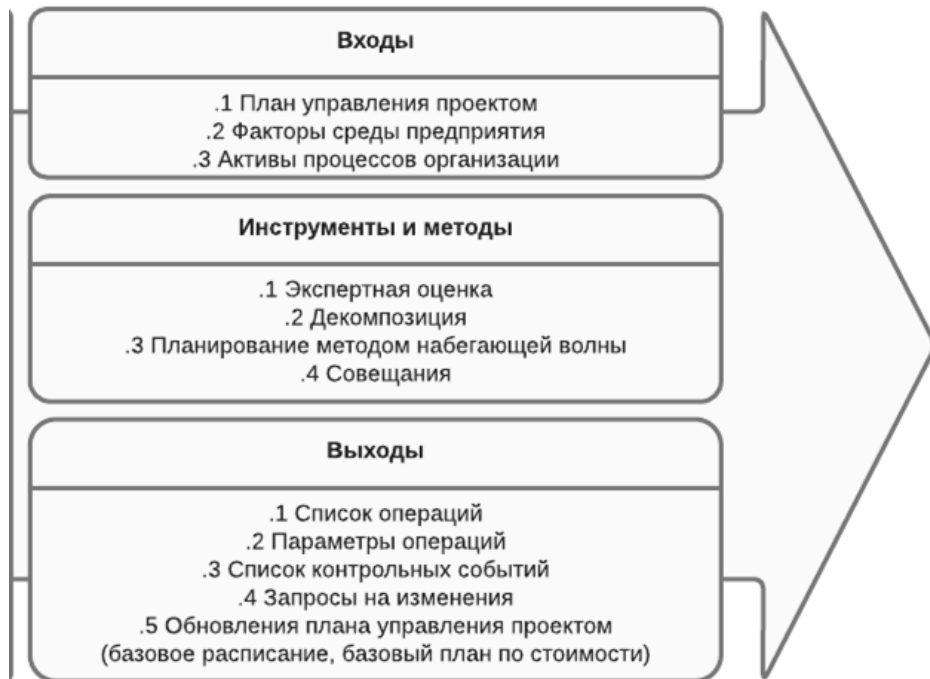 Входы
.1 План управления проектом
.2 Факторы среды предприятия
.3 Активы процессов организации
Инструменты и методы
.1 Экспертная оценка
.2 Декомпозиция
.3 Планирование методом набегающей волны
.4 Совещания
Выходы
.1 Список операций
.2 Параметры операций
.3 Список контрольных событий
.4 Запросы на изменения
.5 Обновления плана управления проектом
(базовое расписание, базовый план по стоимости)